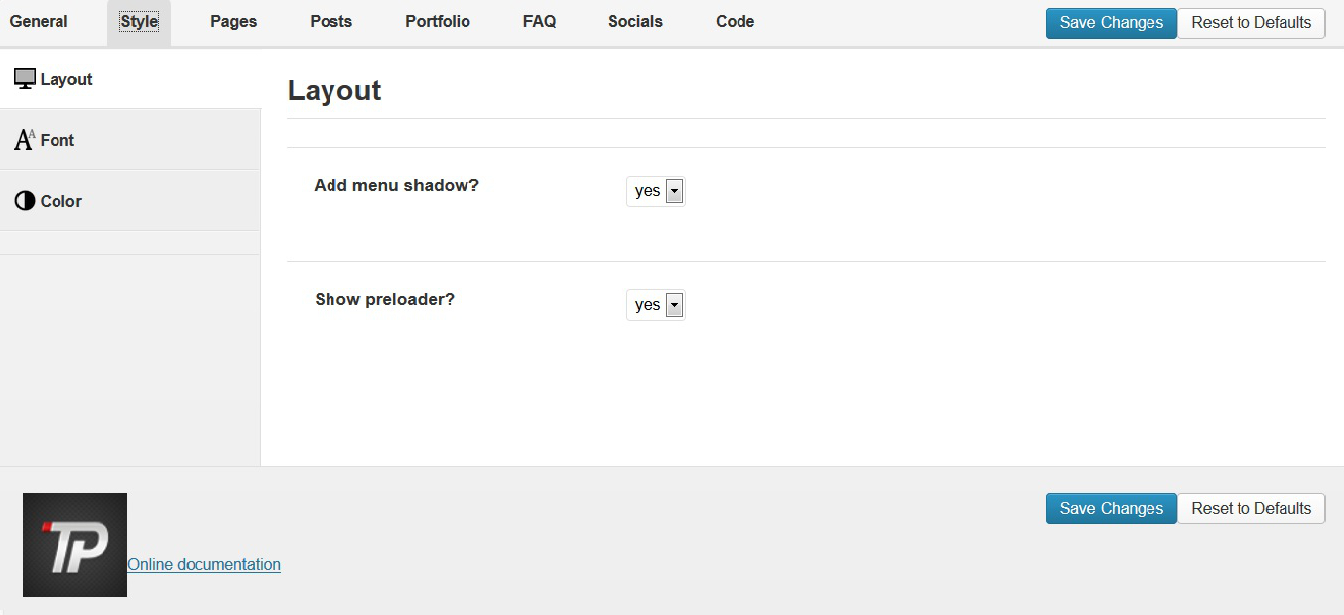 General Style Pages Posts Portfolio FAQ Socials Code Save Changes Reset to Defaults
Layout
Font
Color
Layout
Add menu shadow? yes
Show preloader? yes
TP
Online documentation
Save Changes Reset to Defaults